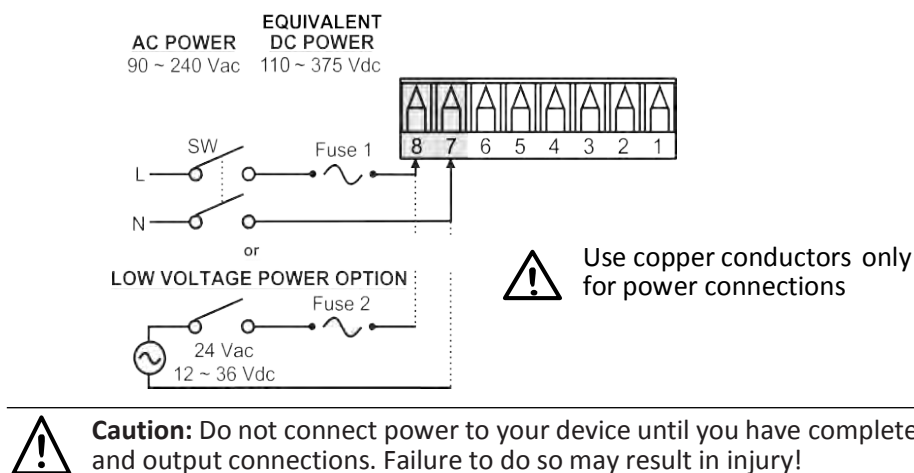 EQUIVALENT
AC POWER DC POWER
90 ~ 240 Vac 110 ~ 375 Vdc
8 7 6 5 4 3 2 1
SW Fuse 1
L
N
or
LOW VOLTAGE POWER OPTION
Fuse 2
24 Vac
12 ~ 36 Vdc
Use copper conductors only
for power connections
Caution: Do not connect power to your device until you have complete
and output connections. Failure to do so may result in injury!